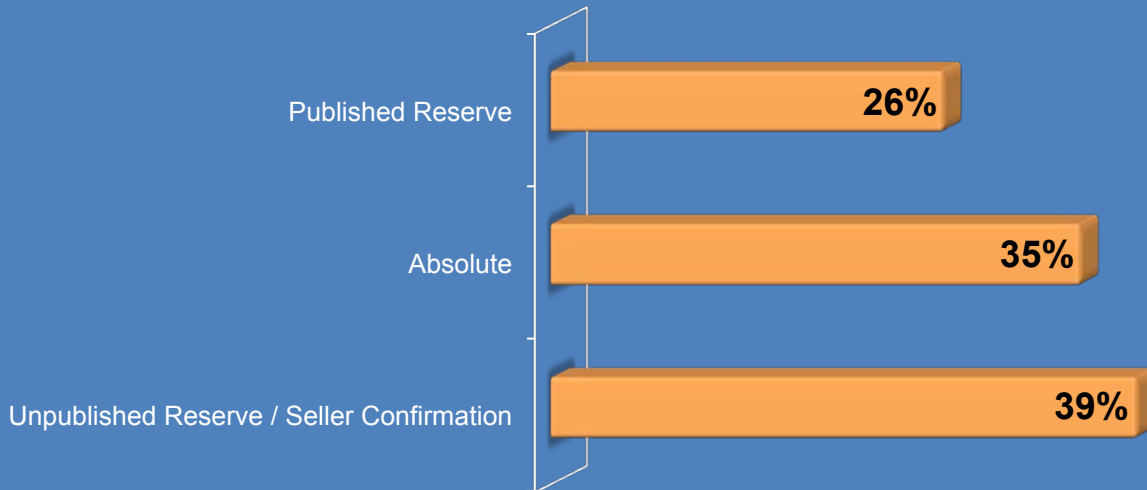 Published Reserve
26%
Absolute
35%
Unpublished Reserve / Seller Confirmation
39%